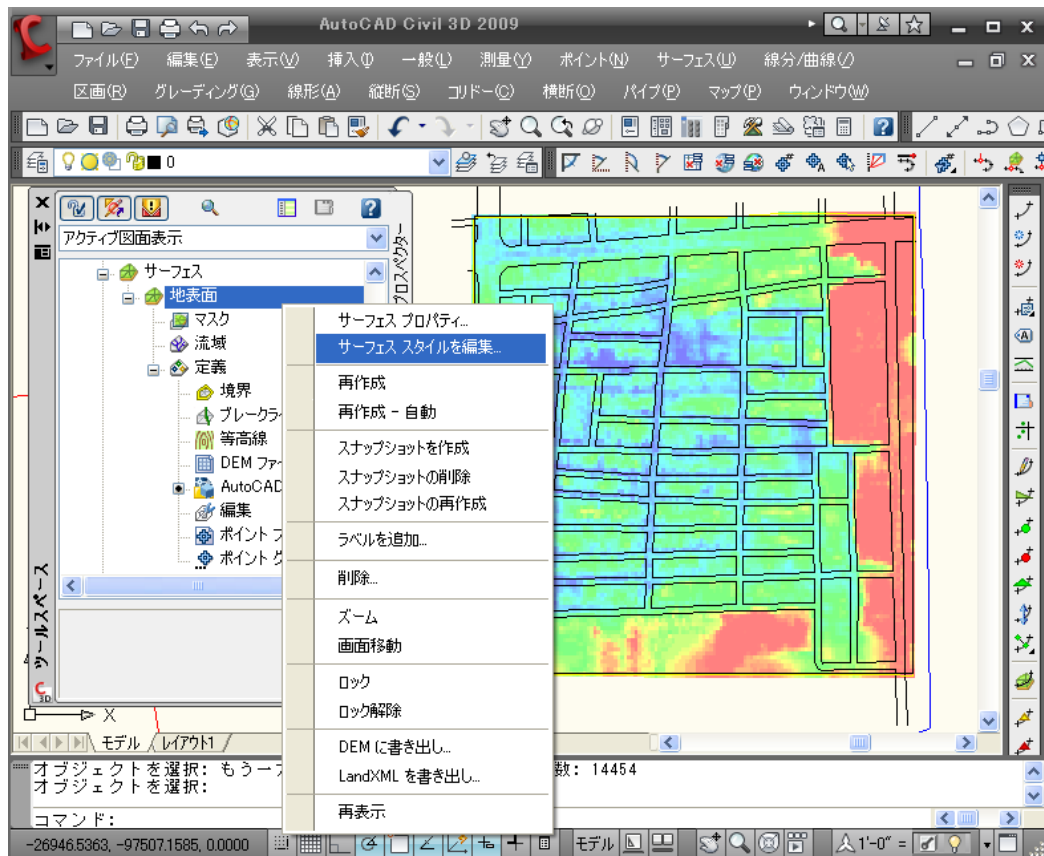 AutoCAD Civil 3D 2009
ファイル(F) 編集(E) 表示(V) 挿入(I) 一般(L) 測量(Y) ポイント(N) サーフェス(U) 線分/曲線(/)
区画(R) グレーディング(G) 線形(A) 縦断(S) コリドー(C) 横断(O) パイプ(P) マップ(P) ウィンドウ(W)
0
アクティブ図面表示
プロスペクター
サーフェス
地表面
マスク
流域
定義
境界
ブレークラ
等高線
DEM ファ
AutoCAD
編集
ポイント フ
ポイント グ
ツールスペース
サーフェス プロパティ...
サーフェス スタイルを編集...
再作成
再作成 - 自動
スナップショットを作成
スナップショットの削除
スナップショットの再作成
ラベルを追加...
削除...
ズーム
画面移動
ロック
ロック解除
DEM に書き出し...
LandXML を書き出し...
再表示
X
モデル レイアウト1
オブジェクトを選択: もう一 数: 14454
オブジェクトを選択:
コマンド:
-26946.5363, -97507.1585, 0.0000 モデル 1'-0" =